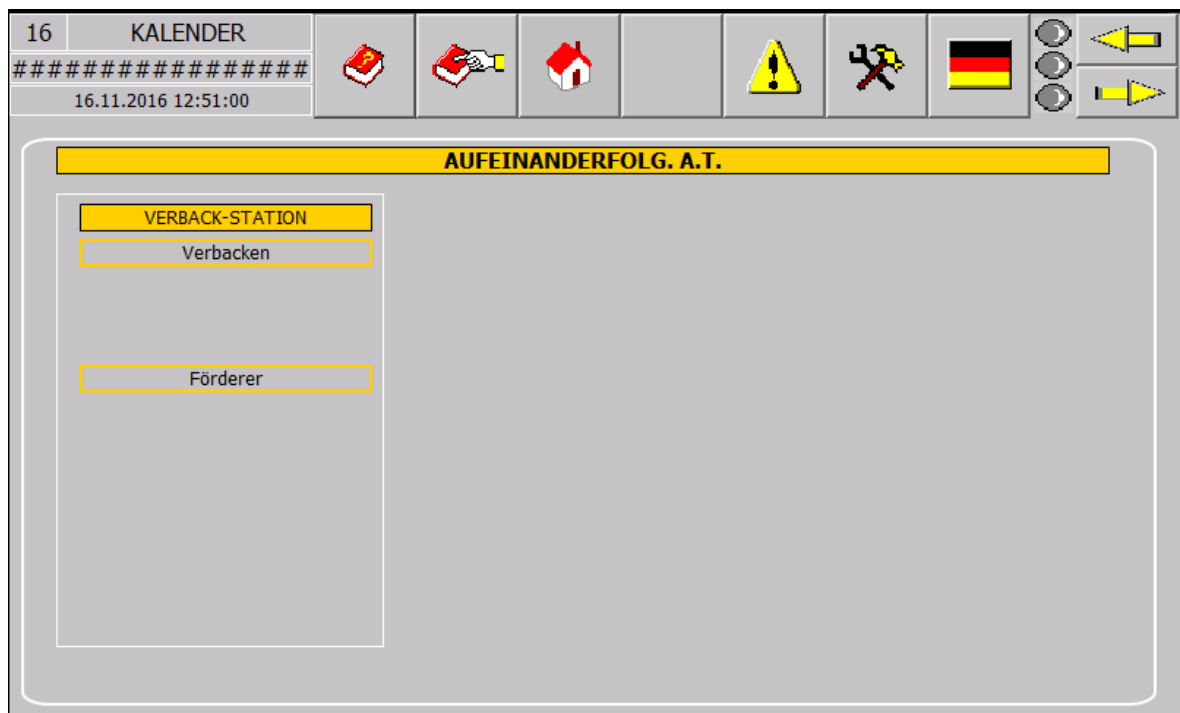 16 KALENDER
#################
16.11.2016 12:51:00
AUFEINANDERFOLG. A.T.
VERBACK-STATION
Verbacken
Förderer